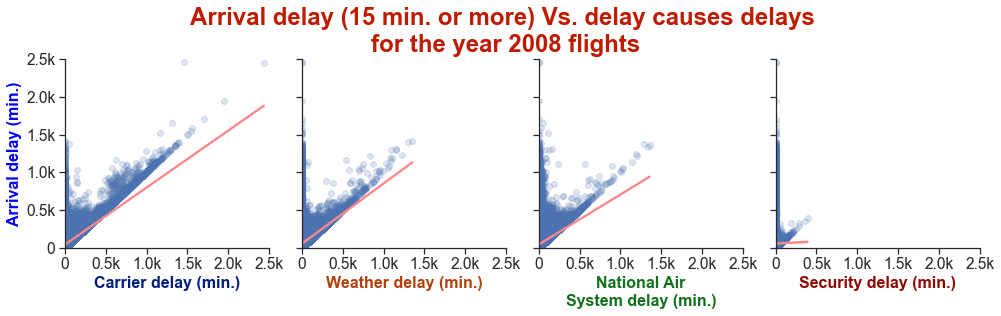 Arrival delay (15 min. or more) Vs. delay causes delays
for the year 2008 flights
Arrival delay (min.)
2.5k
2.0k
1.5k
1.0k
0.5k
0
0 0.5k 1.0k 1.5k 2.0k 2.5k
Carrier delay (min.)
0 0.5k 1.0k 1.5k 2.0k 2.5k
Weather delay (min.)
0 0.5k 1.0k 1.5k 2.0k 2.5k
National Air
System delay (min.)
0 0.5k 1.0k 1.5k 2.0k 2.5k
Security delay (min.)